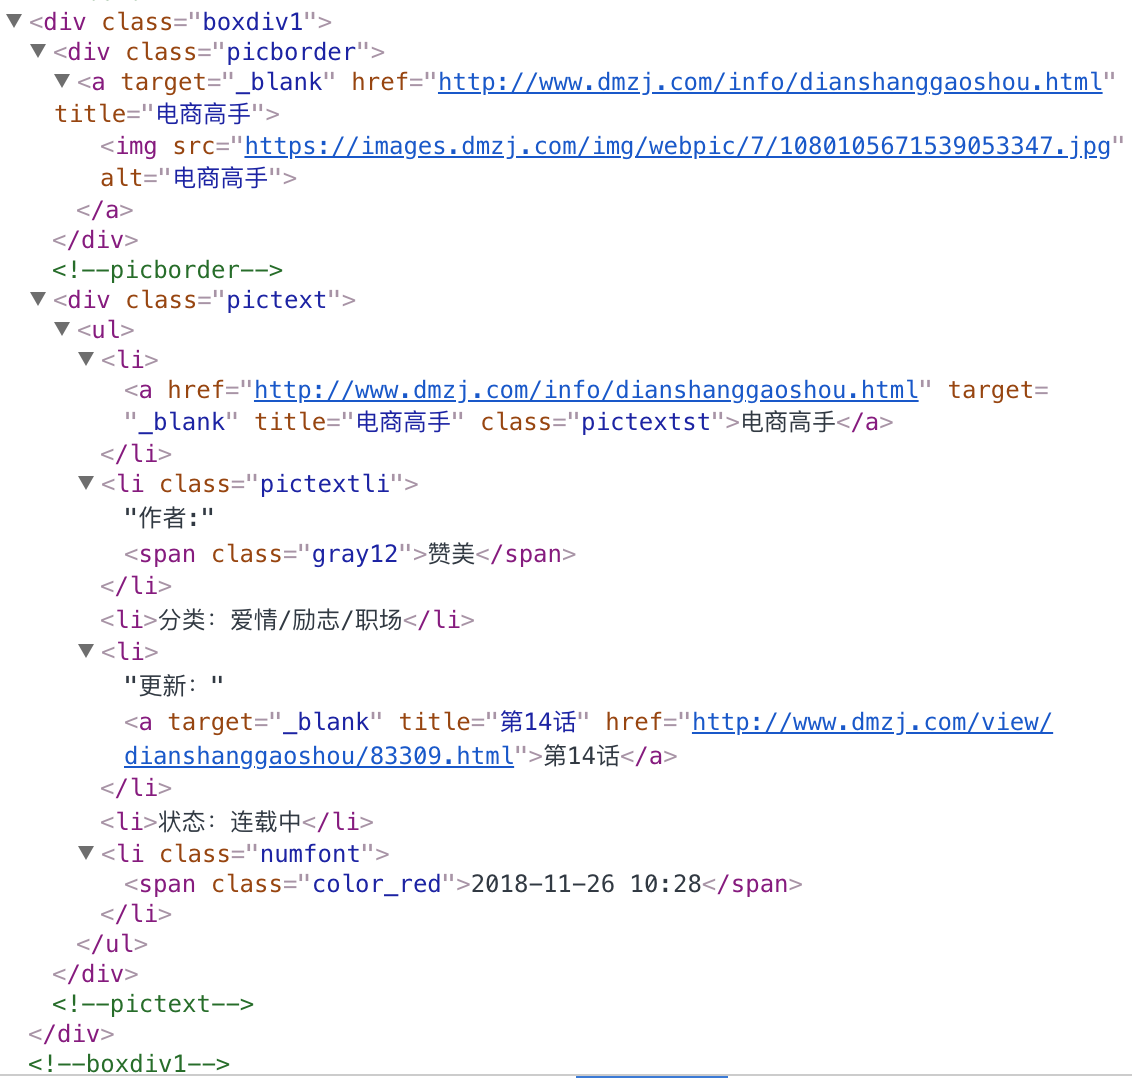 <div class="boxdiv1">
<div class="picborder">
<a target="_blank" href="http://www.dmzj.com/info/dianshanggaoshou.html"
title="电商高手">
<img src="https://images.dmzj.com/img/webpic/7/1080105671539053347.jpg"
alt="电商高手">
</a>
</div>
<!--picborder-->
<div class="pictext">
<ul>
<li>
<a href="http://www.dmzj.com/info/dianshanggaoshou.html" target=
"_blank" title="电商高手" class="pictextst">电商高手</a>
</li>
<li class="pictextli">
"作者:"
<span class="gray12">赞美</span>
</li>
<li>分类：爱情/励志/职场</li>
<li>
"更新："
<a target="_blank" title="第14话" href="http://www.dmzj.com/view/
dianshanggaoshou/83309.html">第14话</a>
</li>
<li>状态：连载中</li>
<li class="numfont">
<span class="color_red">2018-11-26 10:28</span>
</li>
</ul>
</div>
<!--pictext-->
</div>
<!--boxdiv1-->